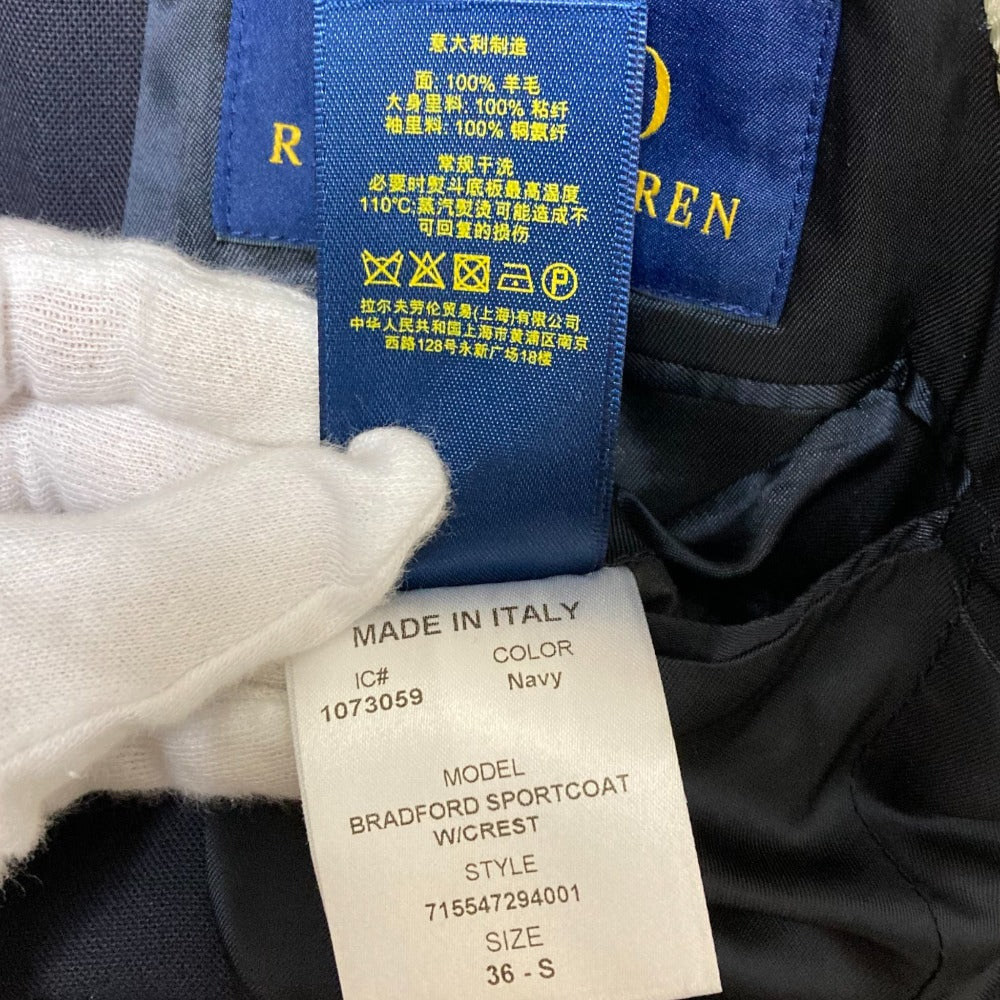 意大利制造
面: 100% 羊毛
大身里料: 100% 粘纤
袖里料: 100% 铜氨纤
常规干洗
必要时熨斗底板最高温度
110℃;蒸汽熨烫可能造成不
可回复的损伤
P
拉尔夫劳伦贸易(上海)有限公司
中华人民共和国上海市黄浦区南京
西路128号永新广场18楼
O
R
REN
MADE IN ITALY
IC#
1073059
COLOR
Navy
MODEL
BRADFORD SPORTCOAT
W/CREST
STYLE
715547294001
SIZE
36 - S